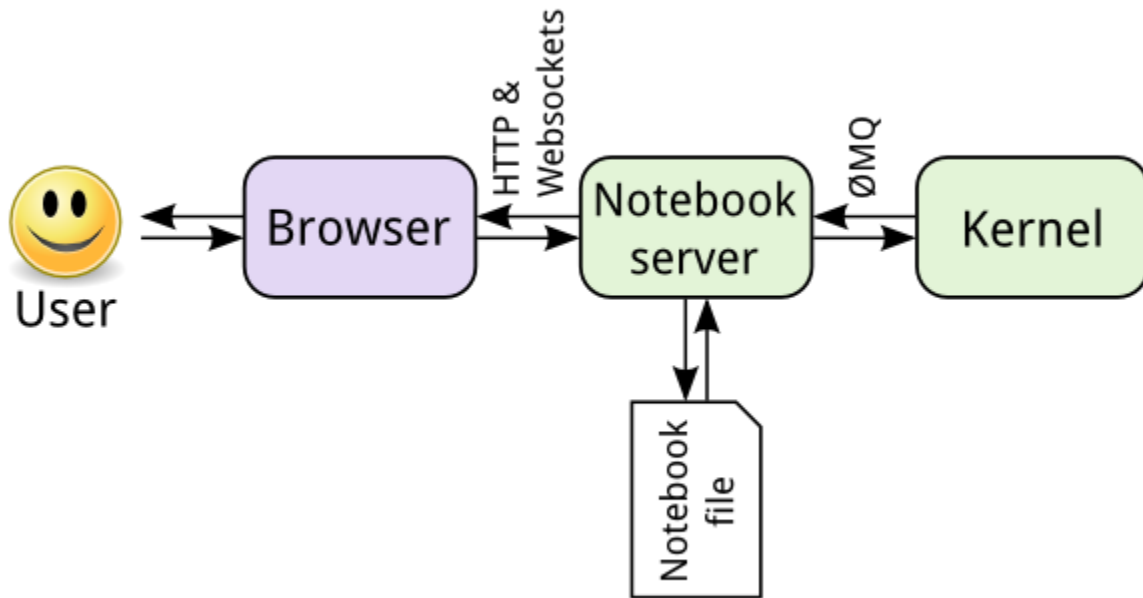 HTTP &
Websockets
ØMQ
User
Browser
Notebook
server
Kernel
Notebook
file